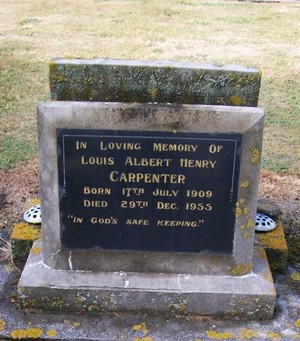 IN LOVING MEMORY OF
LOUIS ALBERT HENRY
CARPENTER
BORN 17TH JULY 1909
DIED 29TH DEC. 1955
"IN GOD'S SAFE KEEPING."